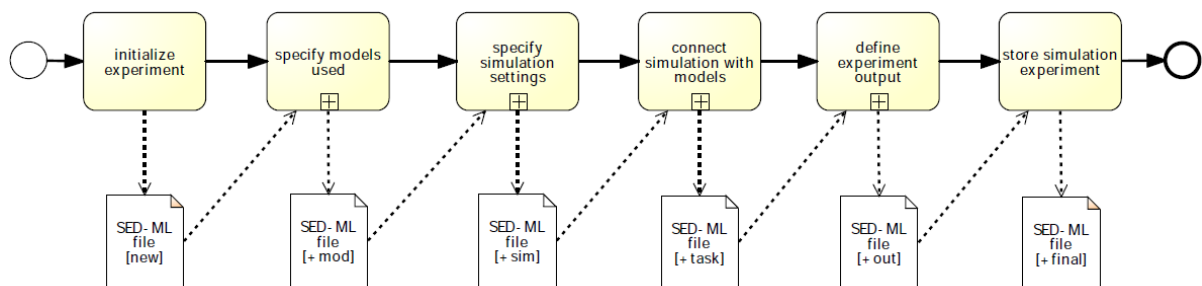 initialize
experiment
specify models
used
specify
simulation
settings
connect
simulation with
models
define
experiment
output
store simulation
experiment
SED- ML
file
[new]
SED- ML
file
[+ mod]
SED- ML
file
[+ sim]
SED- ML
file
[+ task]
SED- ML
file
[+ out]
SED- ML
file
[+ final]